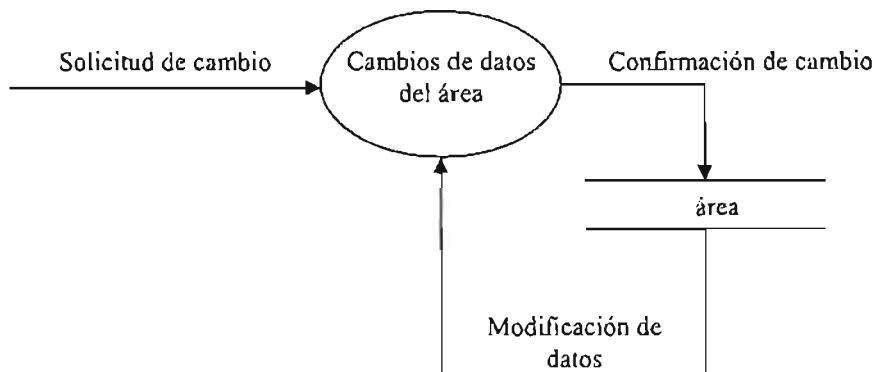 Solicitud de cambio
Cambios de datos
del área
Confirmación de cambio
área
Modificación de
datos